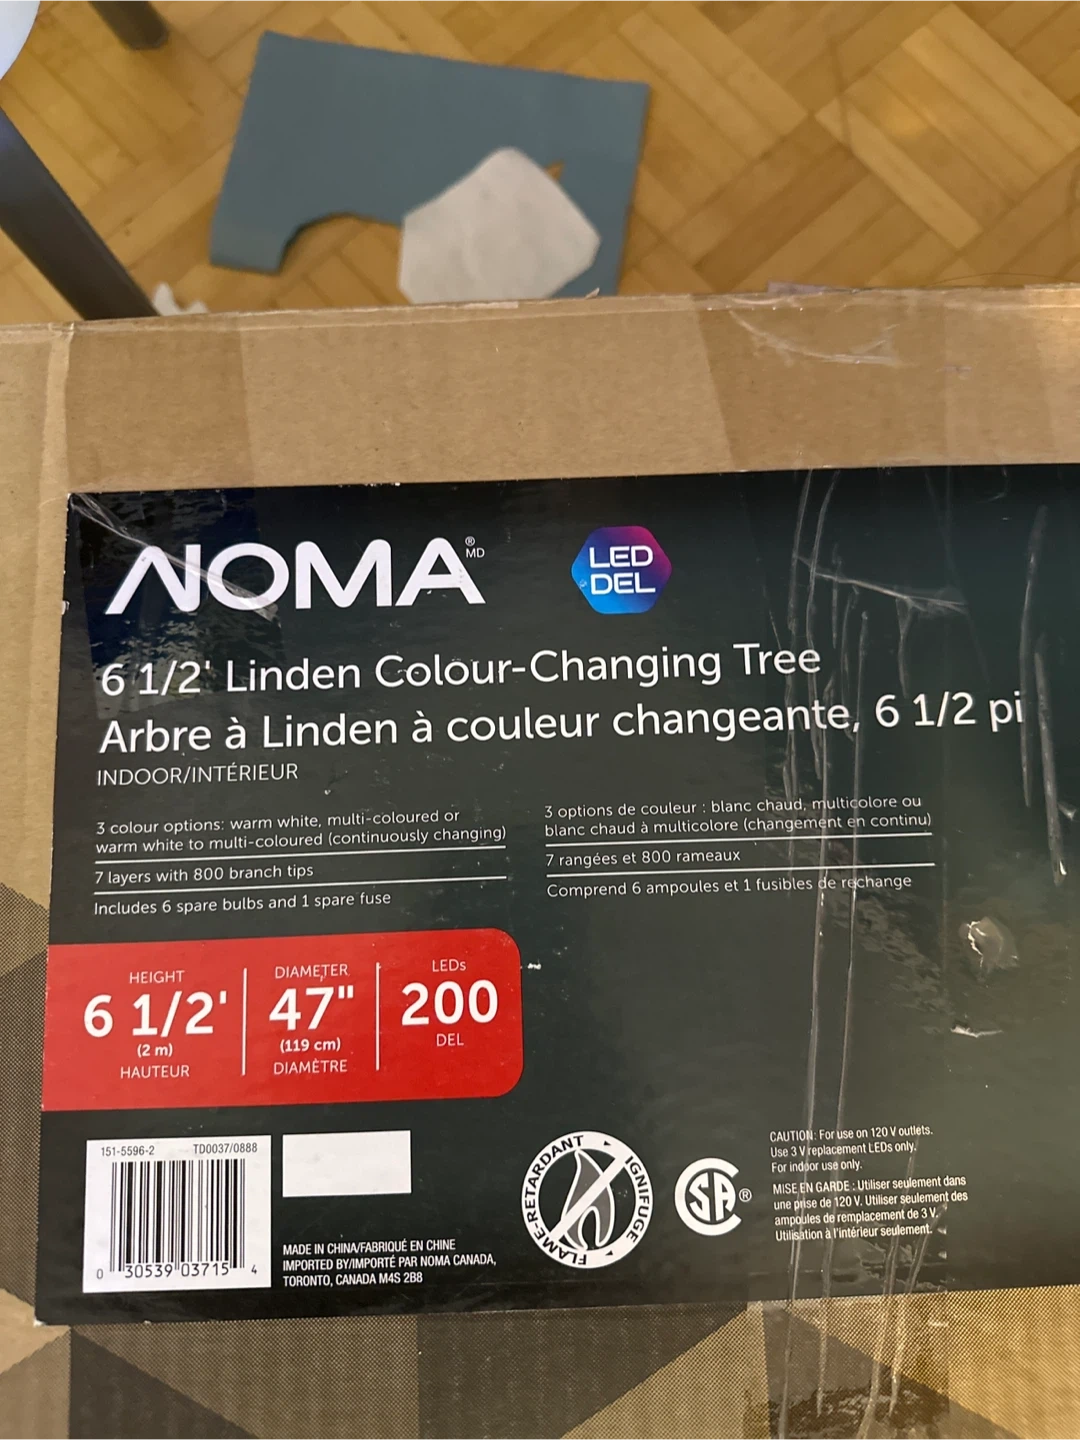 NOMA® MD
LED
DEL
6 1/2' Linden Colour-Changing Tree
Arbre à Linden à couleur changeante, 6 1/2 pi
INDOOR/INTÉRIEUR
3 colour options: warm white, multi-coloured or
warm white to multi-coloured (continuously changing)
7 layers with 800 branch tips
Includes 6 spare bulbs and 1 spare fuse
3 options de couleur : blanc chaud, multicolore ou
blanc chaud à multicolore (changement en continu)
7 rangées et 800 rameaux
Comprend 6 ampoules et 1 fusibles de rechange
HEIGHT
6 1/2'
(2 m)
HAUTEUR
DIAMETER
47"
(119 cm)
DIAMÈTRE
LEDs
200
DEL
151-5596-2 TD0037/0888
0 30539 03715 4
MADE IN CHINA/FABRIQUÉ EN CHINE
IMPORTED BY/IMPORTÉ PAR NOMA CANADA,
TORONTO, CANADA M4S 2B8
FLAME-RETARDANT
IGNIFUGE
SA®
CAUTION: For use on 120 V outlets.
Use 3 V replacement LEDs only.
For indoor use only.
MISE EN GARDE : Utiliser seulement dans
une prise de 120 V. Utiliser seulement des
ampoules de remplacement de 3 V.
Utilisation à l'intérieur seulement.